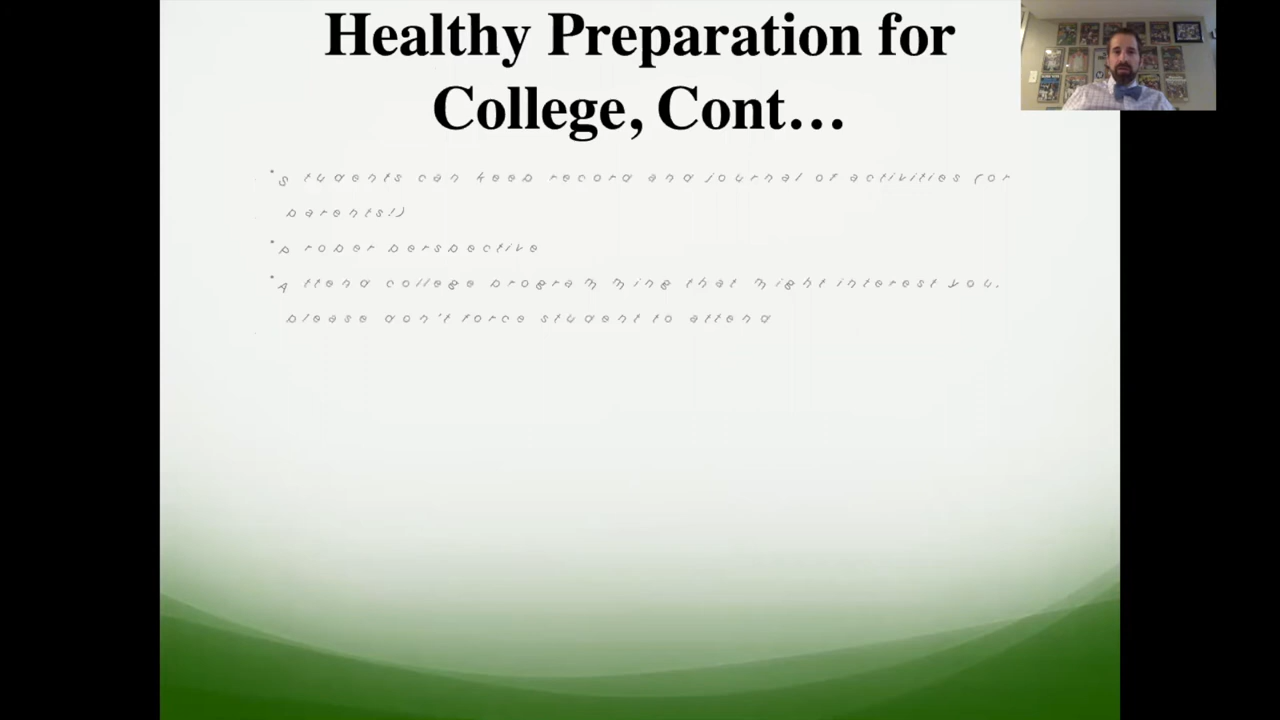 Healthy Preparation for
College, Cont…
•Students can keep record and journal of activities (or
parents!)
•Proper perspective
•Attend college programming that might interest you,
please don't force student to attend